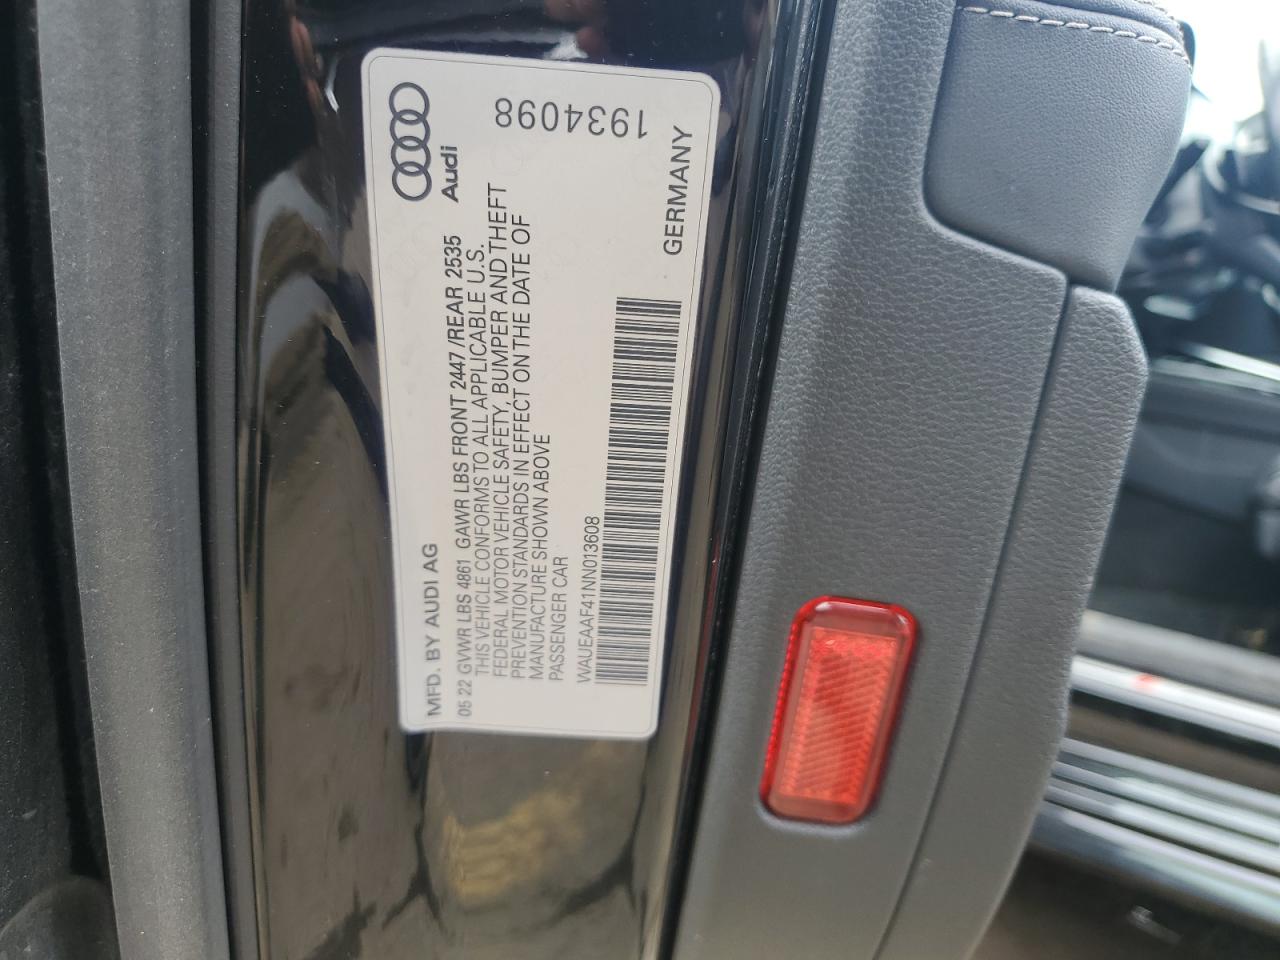 MFD. BY AUDI AG
Audi
05 22 GVWR LBS 4861 GAWR LBS FRONT 2447 /REAR 2535
THIS VEHICLE CONFORMS TO ALL APPLICABLE U.S.
FEDERAL MOTOR VEHICLE SAFETY, BUMPER AND THEFT
PREVENTION STANDARDS IN EFFECT ON THE DATE OF
MANUFACTURE SHOWN ABOVE
PASSENGER CAR
WAUEAAF41NN013608
1934098
GERMANY